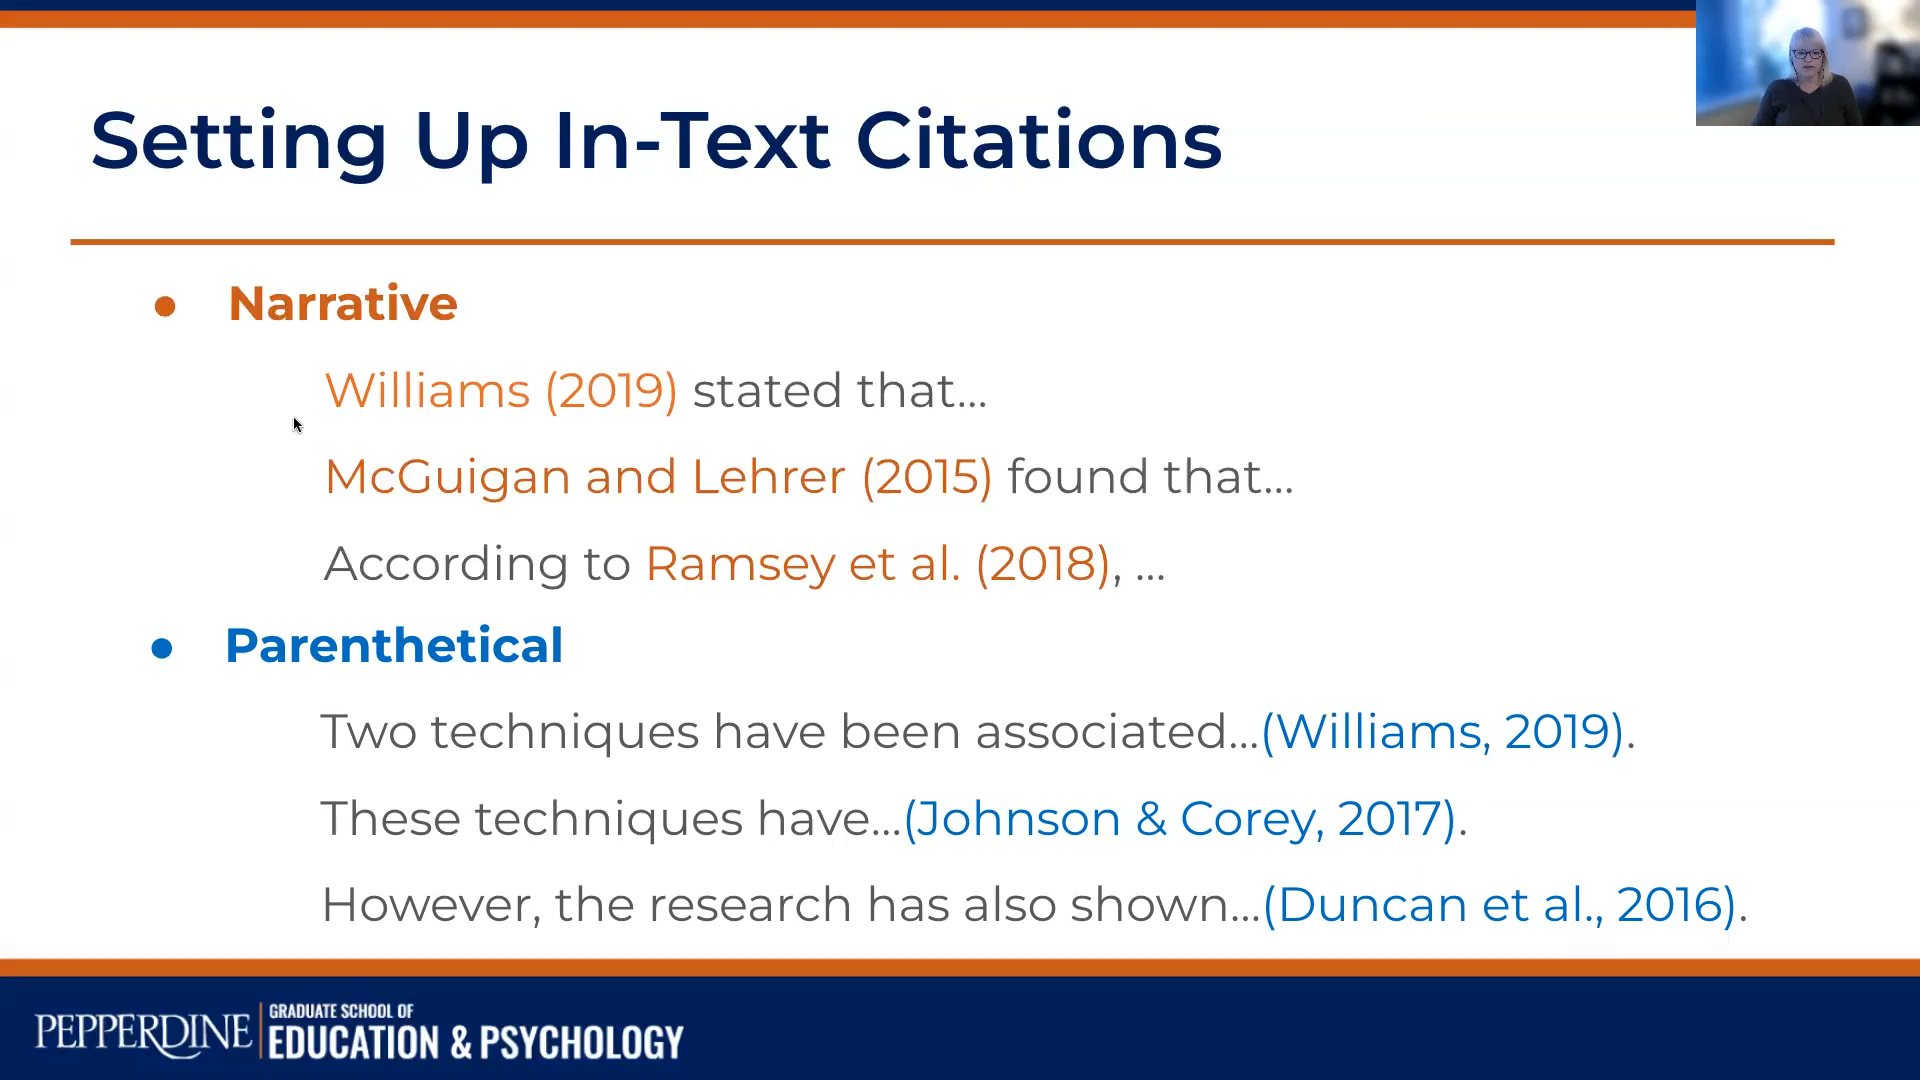 Setting Up In-Text Citations
● Narrative
Williams (2019) stated that...
McGuigan and Lehrer (2015) found that...
According to Ramsey et al. (2018), ...
● Parenthetical
Two techniques have been associated...(Williams, 2019).
These techniques have...(Johnson & Corey, 2017).
However, the research has also shown...(Duncan et al., 2016).
PEPPERDINE
GRADUATE SCHOOL OF
EDUCATION & PSYCHOLOGY